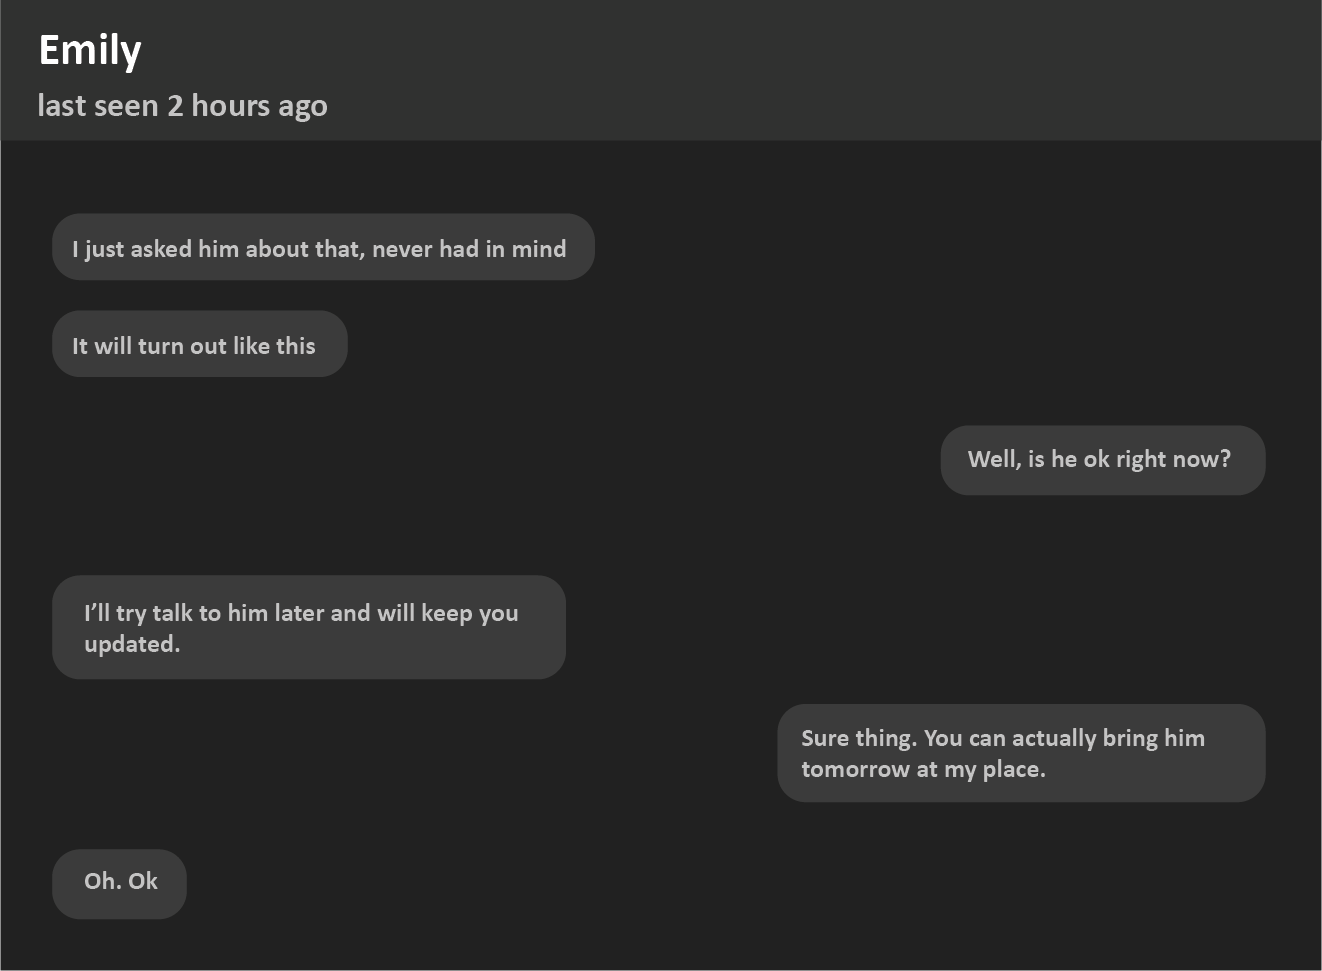 Emily
last seen 2 hours ago
I just asked him about that, never had in mind
It will turn out like this
Well, is he ok right now?
I’ll try talk to him later and will keep you
updated.
Sure thing. You can actually bring him
tomorrow at my place.
Oh. Ok